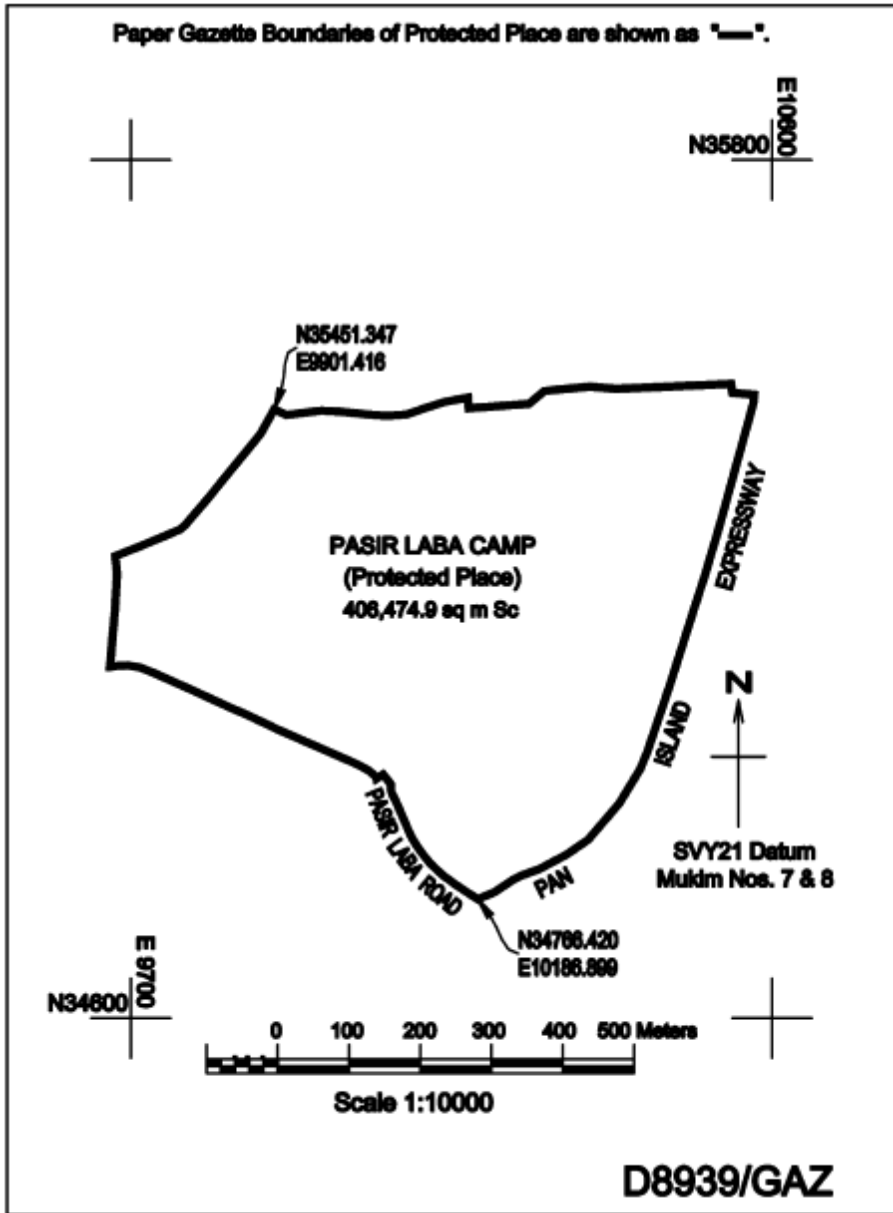 Paper Gazette Boundaries of Protected Place are shown as "━━".
E10600
N35800
N35451.347
E9901.416
PASIR LABA CAMP
(Protected Place)
406,474.9 sq m Sc
EXPRESSWAY
ISLAND
PAN
PASIR LABA ROAD
N
SVY21 Datum
Mukim Nos. 7 & 8
N34766.420
E10186.899
E 9700
N34600
0 100 200 300 400 500 Meters
Scale 1:10000
D8939/GAZ